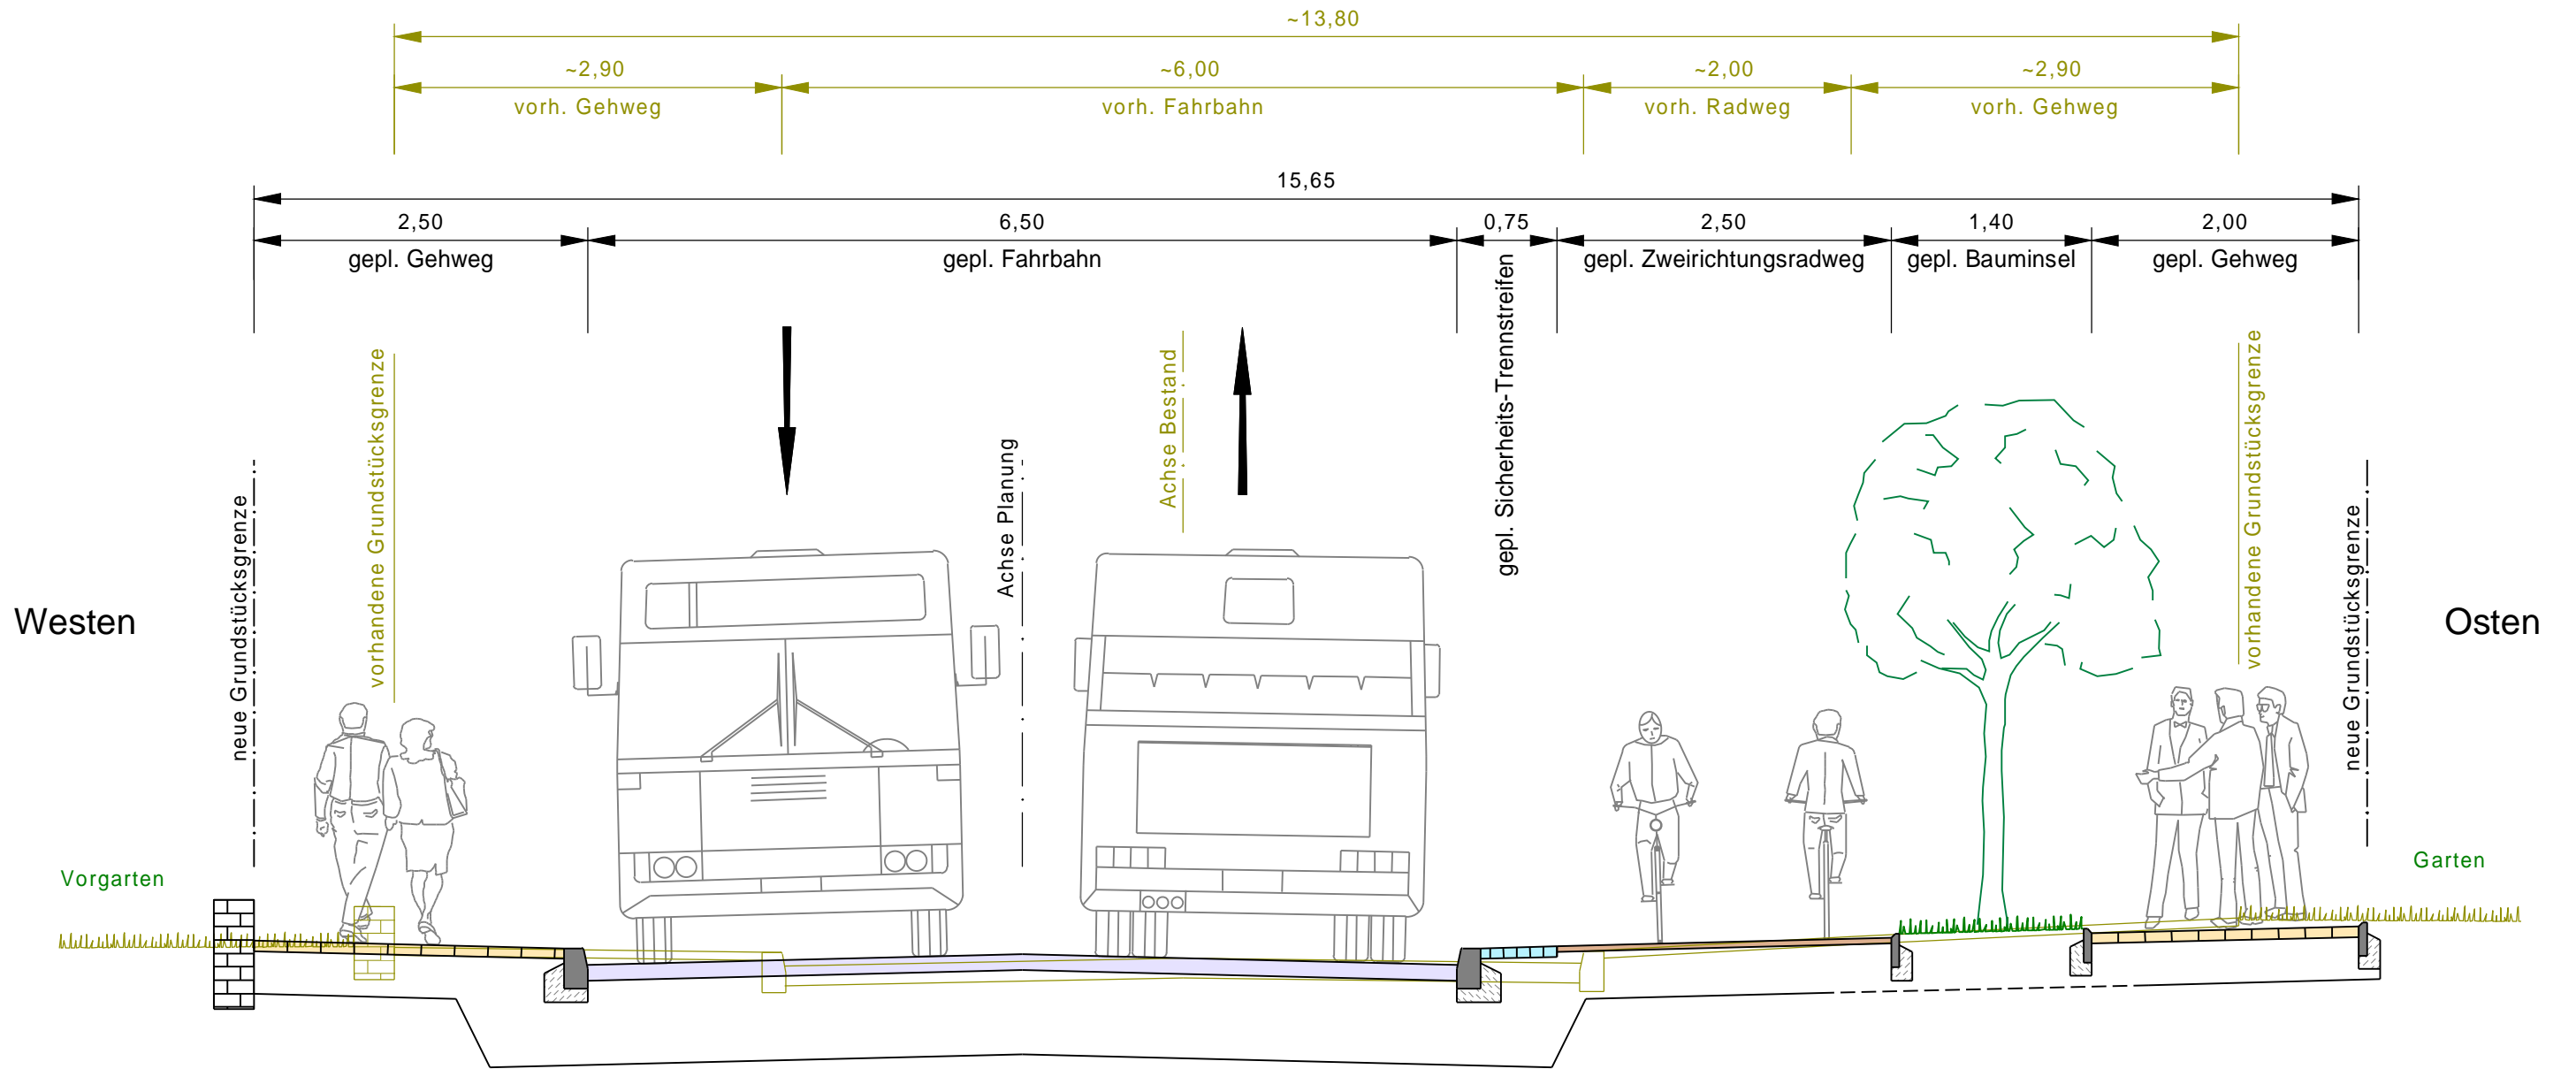 ~13,80
~2,90
~6,00
~2,00
~2,90
vorh. Gehweg
vorh. Fahrbahn
vorh. Radweg
vorh. Gehweg
15,65
2,50
6,50
0,75
2,50
1,40
2,00
gepl. Gehweg
gepl. Fahrbahn
gepl. Sicherheits-Trennstreifen
gepl. Zweirichtungsradweg
gepl. Bauminsel
gepl. Gehweg
neue Grundstücksgrenze
vorhandene Grundstücksgrenze
Achse Planung
Achse Bestand
vorhandene Grundstücksgrenze
neue Grundstücksgrenze
Westen
Osten
Vorgarten
Garten